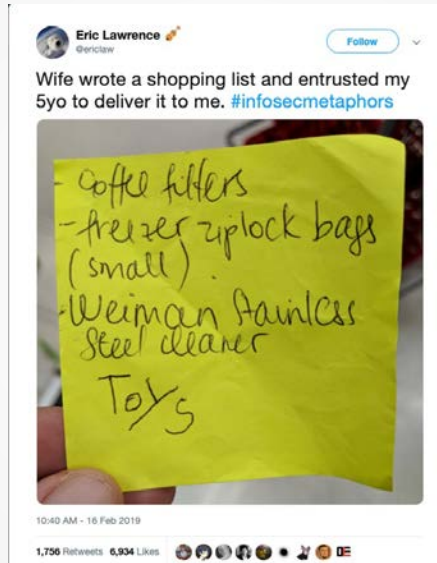 Eric Lawrence
@ericlaw
Follow
Wife wrote a shopping list and entrusted my
5yo to deliver it to me. #infosecmetaphors
- Coffee filters
- freezer ziplock bags
(small).
- Weiman Stainless
Steel cleaner
Toys
10:40 AM - 16 Feb 2019
1,756 Retweets 6,934 Likes